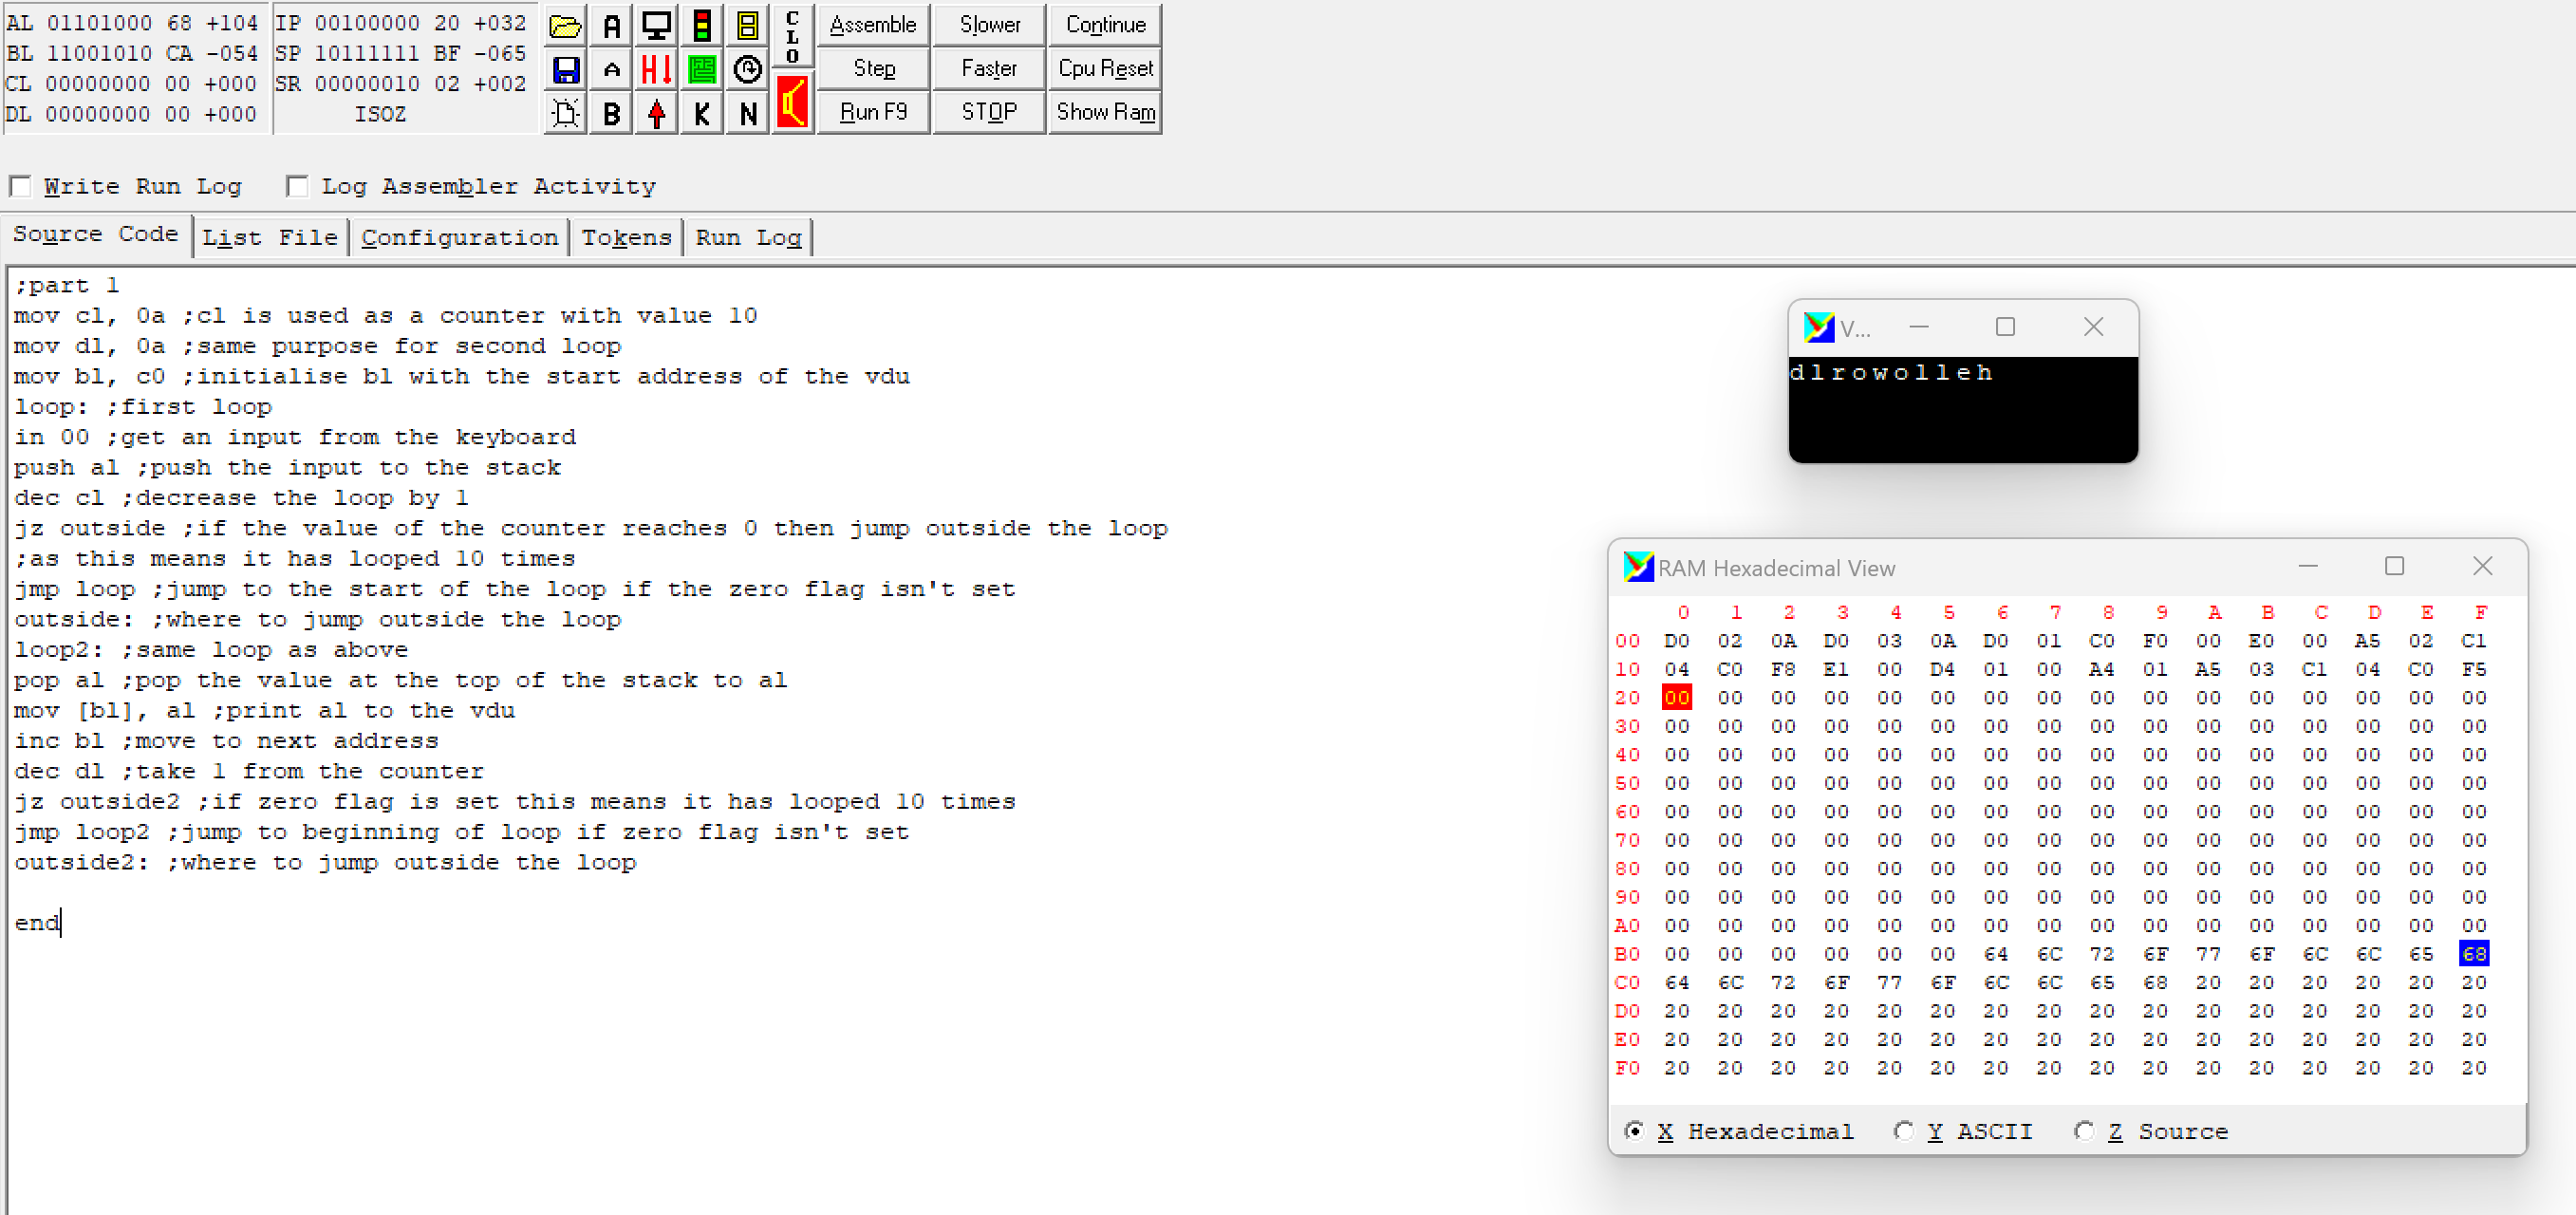 AL 01101000 68 +104 IP 00100000 20 +032
BL 11001010 CA -054 SP 10111111 BF -065
CL 00000000 00 +000 SR 00000010 02 +002
DL 00000000 00 +000 ISOZ
A CLO Assemble Slower Continue
A H Step Faster Cpu Reset
B K N Run F9 STOP Show Ram
Write Run Log Log Assembler Activity
Source Code List File Configuration Tokens Run Log
;part 1
mov cl, 0a ;cl is used as a counter with value 10
mov dl, 0a ;same purpose for second loop
mov bl, c0 ;initialise bl with the start address of the vdu
loop: ;first loop
in 00 ;get an input from the keyboard
push al ;push the input to the stack
dec cl ;decrease the loop by 1
jz outside ;if the value of the counter reaches 0 then jump outside the loop
;as this means it has looped 10 times
jmp loop ;jump to the start of the loop if the zero flag isn't set
outside: ;where to jump outside the loop
loop2: ;same loop as above
pop al ;pop the value at the top of the stack to al
mov [bl], al ;print al to the vdu
inc bl ;move to next address
dec dl ;take 1 from the counter
jz outside2 ;if zero flag is set this means it has looped 10 times
jmp loop2 ;jump to beginning of loop if zero flag isn't set
outside2: ;where to jump outside the loop
end
V...
dlrowolleh
RAM Hexadecimal View
0 1 2 3 4 5 6 7 8 9 A B C D E F
00 D0 02 0A D0 03 0A D0 01 C0 F0 00 E0 00 A5 02 C1
10 04 C0 F8 E1 00 D4 01 00 A4 01 A5 03 C1 04 C0 F5
20 00 00 00 00 00 00 00 00 00 00 00 00 00 00 00 00
30 00 00 00 00 00 00 00 00 00 00 00 00 00 00 00 00
40 00 00 00 00 00 00 00 00 00 00 00 00 00 00 00 00
50 00 00 00 00 00 00 00 00 00 00 00 00 00 00 00 00
60 00 00 00 00 00 00 00 00 00 00 00 00 00 00 00 00
70 00 00 00 00 00 00 00 00 00 00 00 00 00 00 00 00
80 00 00 00 00 00 00 00 00 00 00 00 00 00 00 00 00
90 00 00 00 00 00 00 00 00 00 00 00 00 00 00 00 00
A0 00 00 00 00 00 00 00 00 00 00 00 00 00 00 00 00
B0 00 00 00 00 00 00 64 6C 72 6F 77 6F 6C 6C 65 68
C0 64 6C 72 6F 77 6F 6C 6C 65 68 20 20 20 20 20 20
D0 20 20 20 20 20 20 20 20 20 20 20 20 20 20 20 20
E0 20 20 20 20 20 20 20 20 20 20 20 20 20 20 20 20
F0 20 20 20 20 20 20 20 20 20 20 20 20 20 20 20 20
X Hexadecimal Y ASCII Z Source